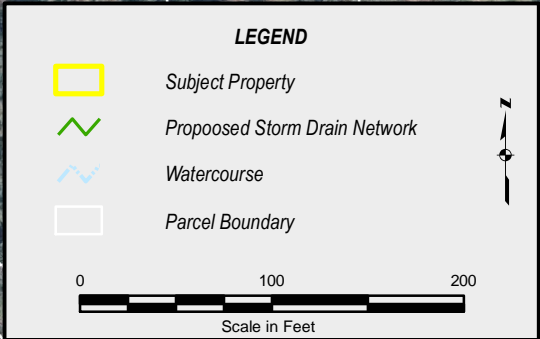 LEGEND
Subject Property
Propoosed Storm Drain Network
Watercourse
Parcel Boundary
N
0 100 200
Scale in Feet